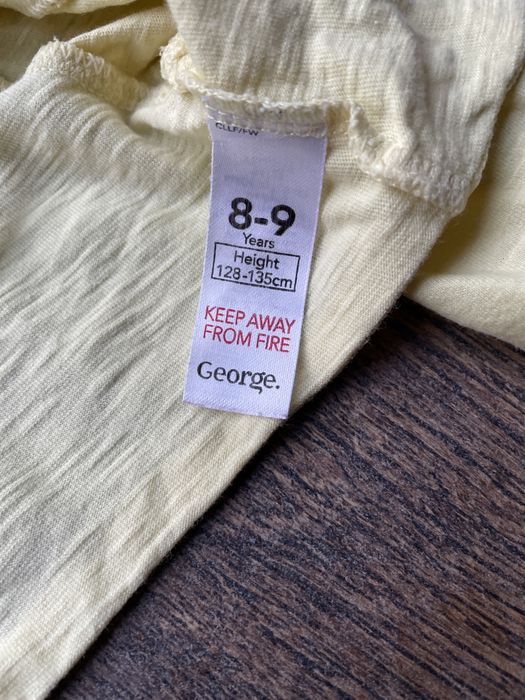 8-9
Years
Height
128-135cm
KEEP AWAY
FROM FIRE
George.